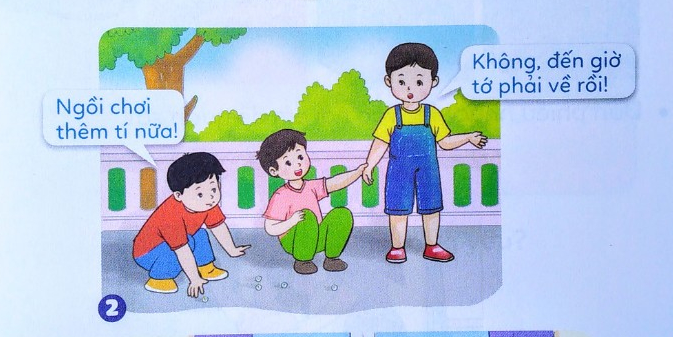 Ngồi chơi
thêm tí nữa!
Không, đến giờ
tớ phải về rồi!
2